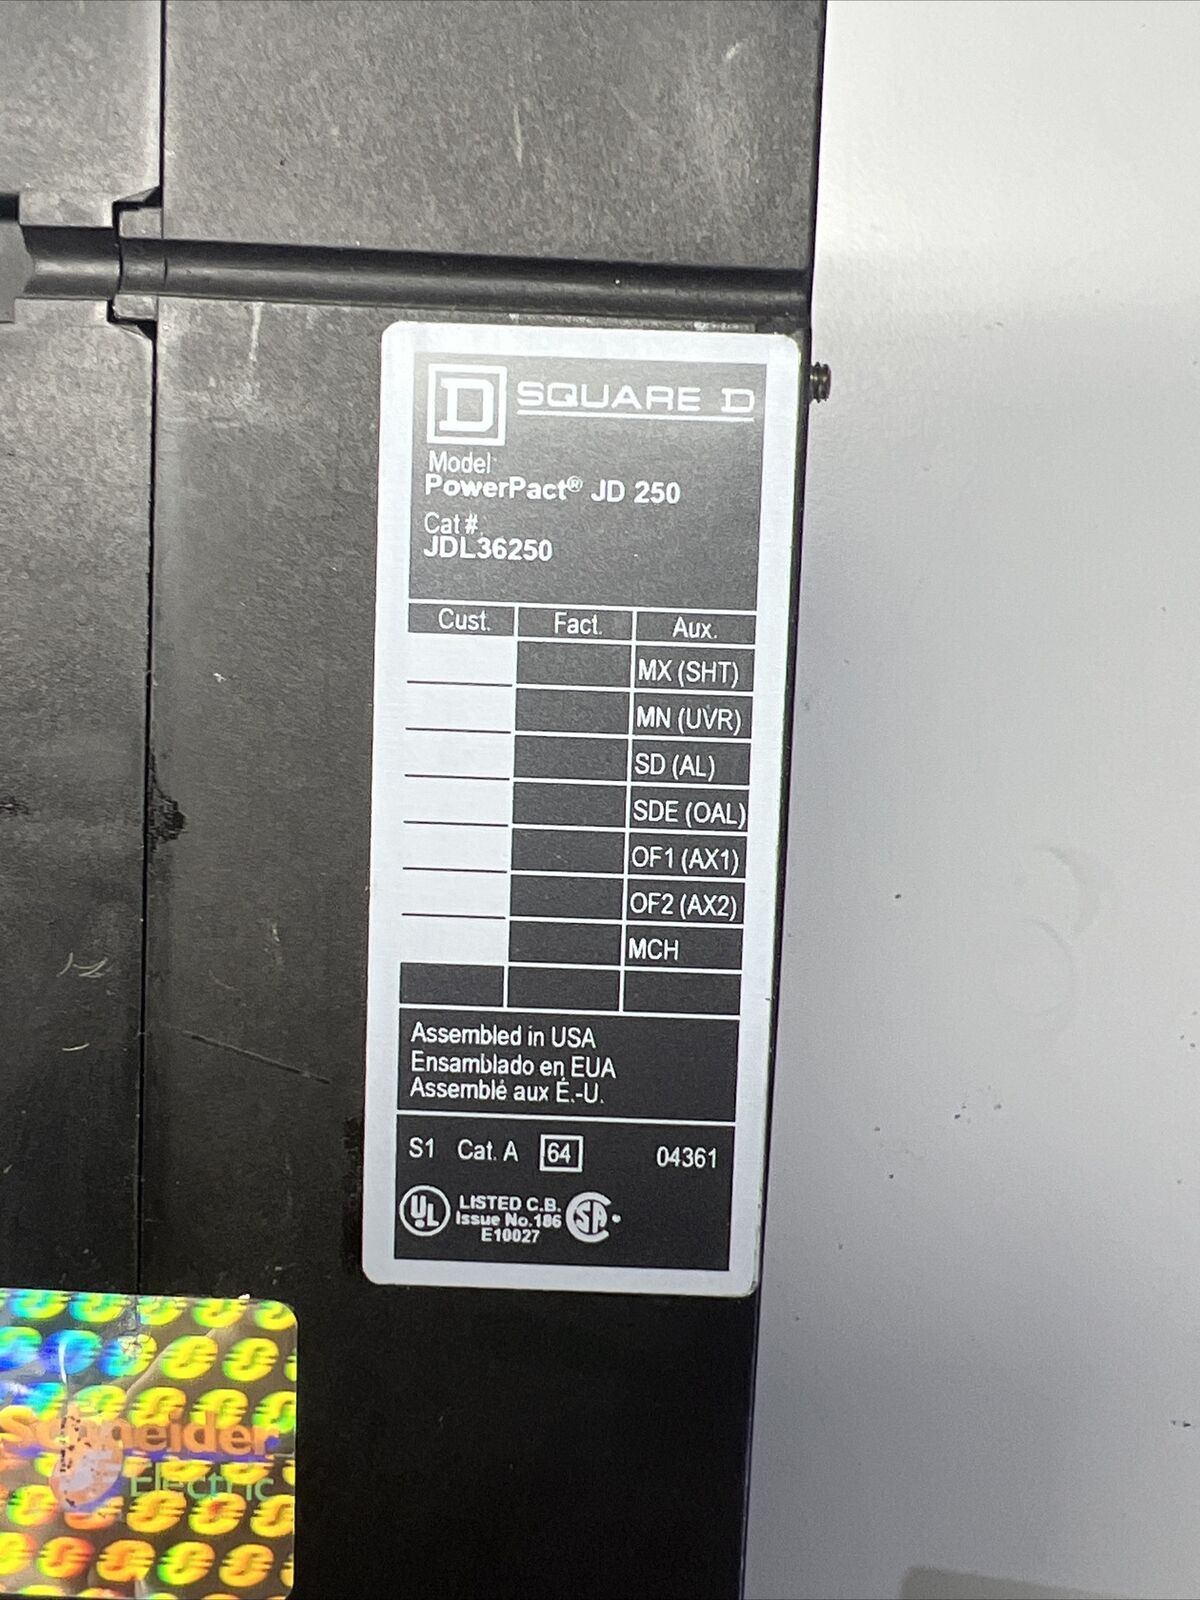 D SQUARE D
Model
PowerPact® JD 250
Cat #.
JDL36250
Cust. Fact. Aux.
MX (SHT)
MN (UVR)
SD (AL)
SDE (OAL)
OF1 (AX1)
OF2 (AX2)
MCH
Assembled in USA
Ensamblado en EUA
Assemblé aux É.-U.
S1 Cat. A 64 04361
UL LISTED C.B. SA
Issue No.186
E10027
Schneider
Electric